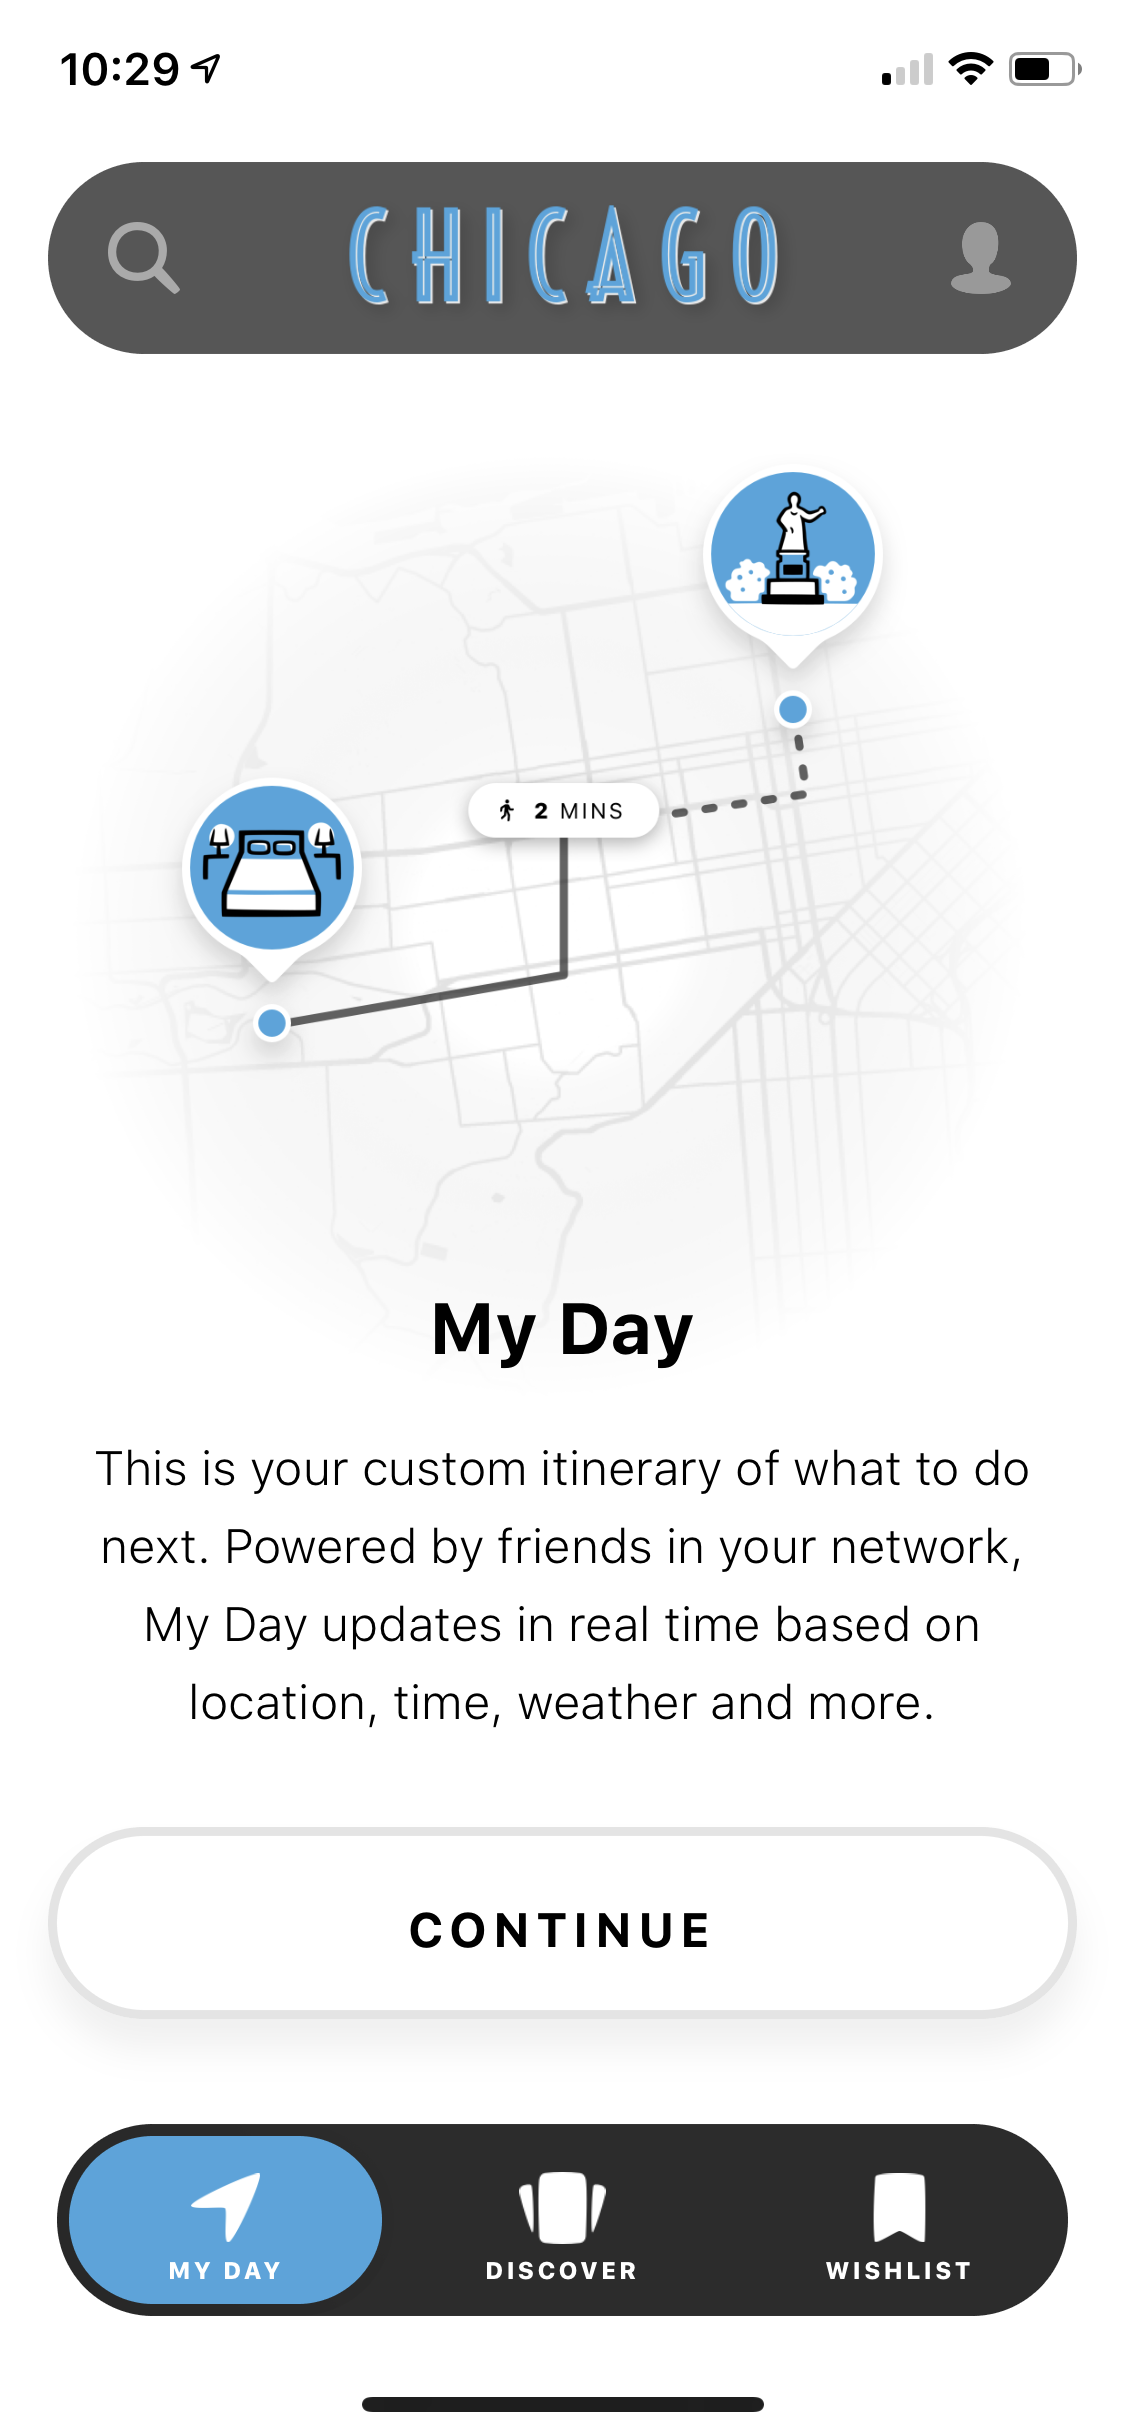 10:29
CHICAGO
2 MINS
My Day
This is your custom itinerary of what to do
next. Powered by friends in your network,
My Day updates in real time based on
location, time, weather and more.
CONTINUE
MY DAY
DISCOVER
WISHLIST